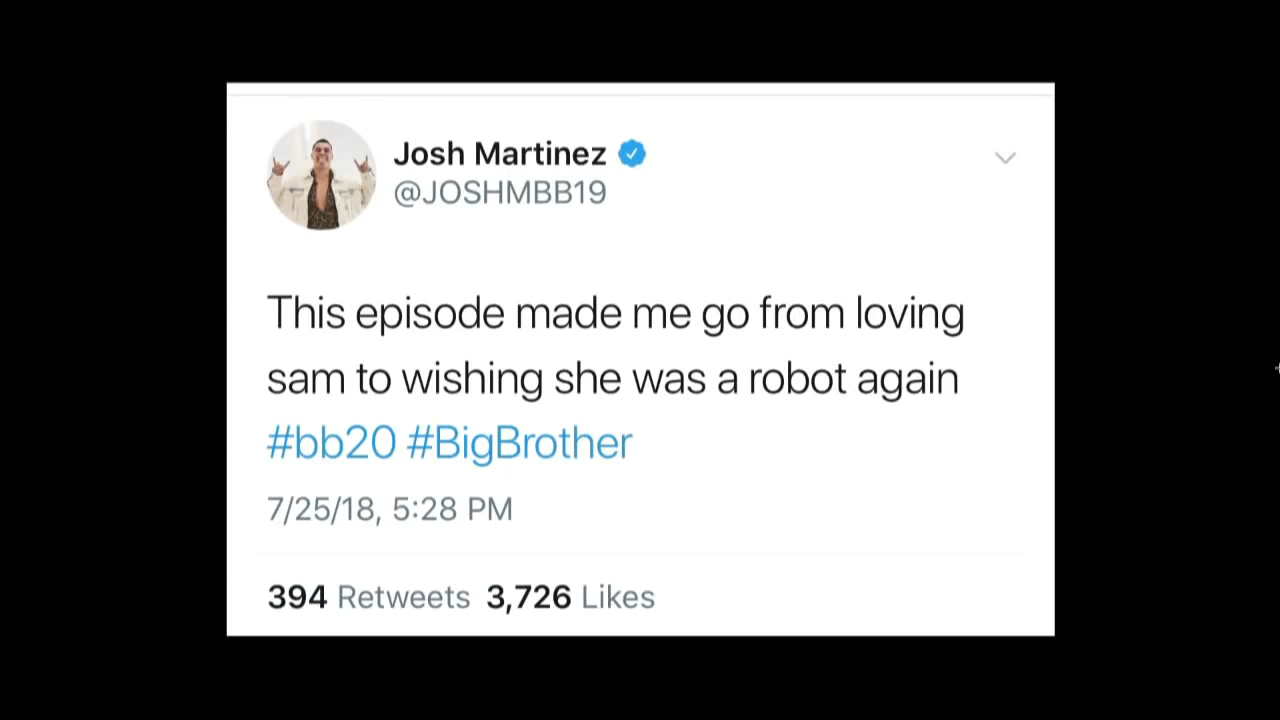 Josh Martinez
@JOSHMBB19
This episode made me go from loving
sam to wishing she was a robot again
#bb20 #BigBrother
7/25/18, 5:28 PM
394 Retweets 3,726 Likes